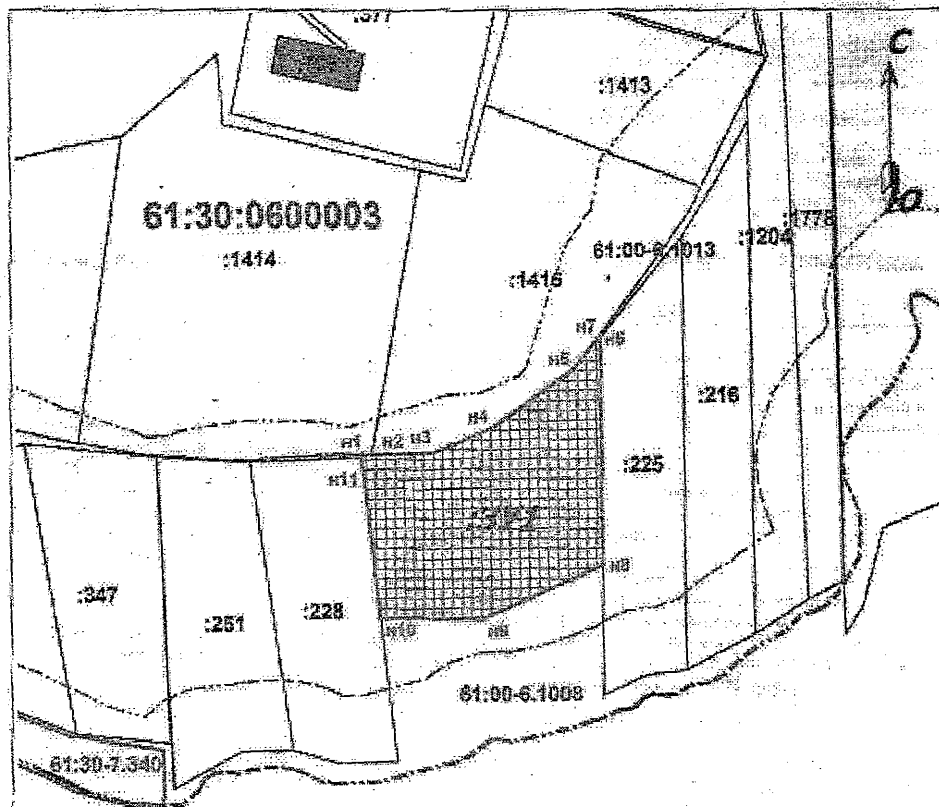 :377
С
:1413
Ю
61:30:0600003
:1778
:1204
61:00-6.1013
:1414
:1415
н7
н6
н5
:216
н4
н1
н2
н3
:225
н11
н8
:347
:251
:228
н10
н9
61:00-6.1008
61:30-7.340